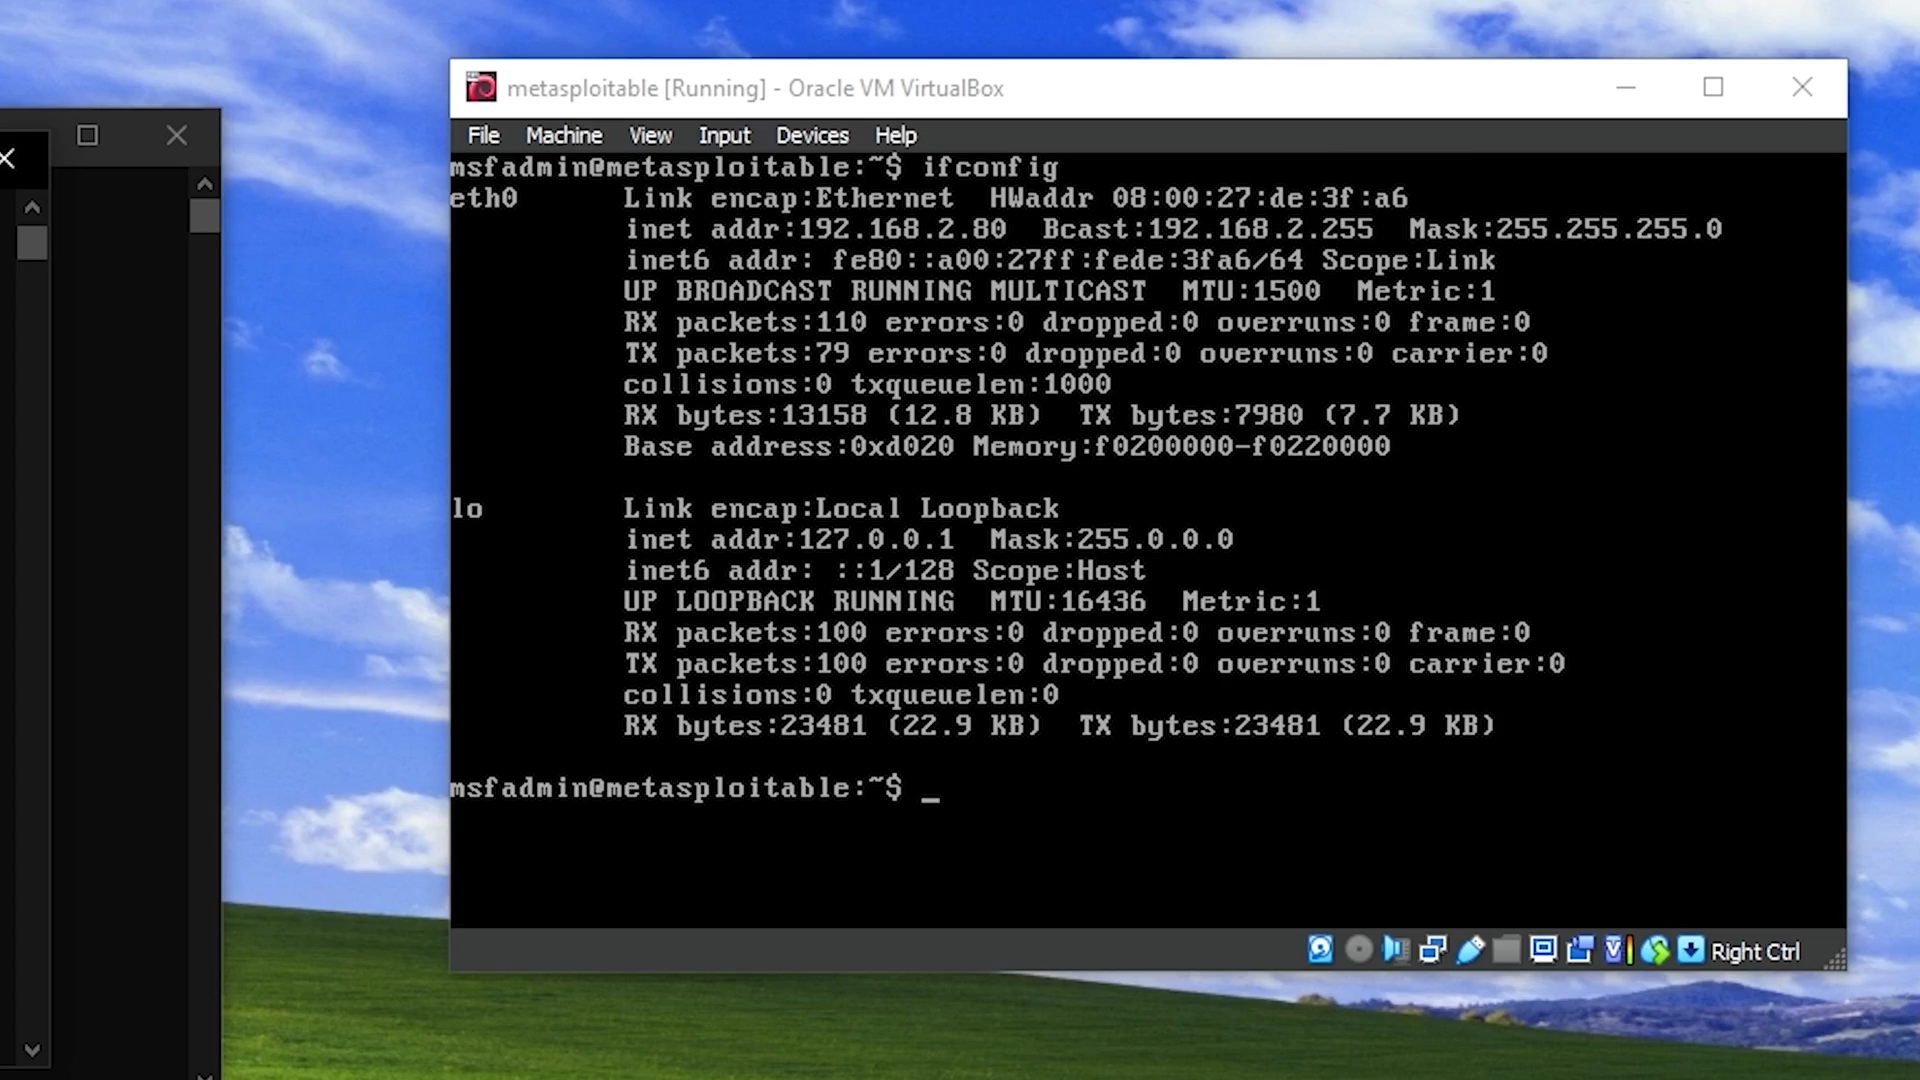 metasploitable [Running] - Oracle VM VirtualBox
File Machine View Input Devices Help
msfadmin@metasploitable:~$ ifconfig
eth0 Link encap:Ethernet HWaddr 08:00:27:de:3f:a6
inet addr:192.168.2.80 Bcast:192.168.2.255 Mask:255.255.255.0
inet6 addr: fe80::a00:27ff:fede:3fa6/64 Scope:Link
UP BROADCAST RUNNING MULTICAST MTU:1500 Metric:1
RX packets:110 errors:0 dropped:0 overruns:0 frame:0
TX packets:79 errors:0 dropped:0 overruns:0 carrier:0
collisions:0 txqueuelen:1000
RX bytes:13158 (12.8 KB) TX bytes:7980 (7.7 KB)
Base address:0xd020 Memory:f0200000-f0220000
lo Link encap:Local Loopback
inet addr:127.0.0.1 Mask:255.0.0.0
inet6 addr: ::1/128 Scope:Host
UP LOOPBACK RUNNING MTU:16436 Metric:1
RX packets:100 errors:0 dropped:0 overruns:0 frame:0
TX packets:100 errors:0 dropped:0 overruns:0 carrier:0
collisions:0 txqueuelen:0
RX bytes:23481 (22.9 KB) TX bytes:23481 (22.9 KB)
msfadmin@metasploitable:~$ _
Right Ctrl